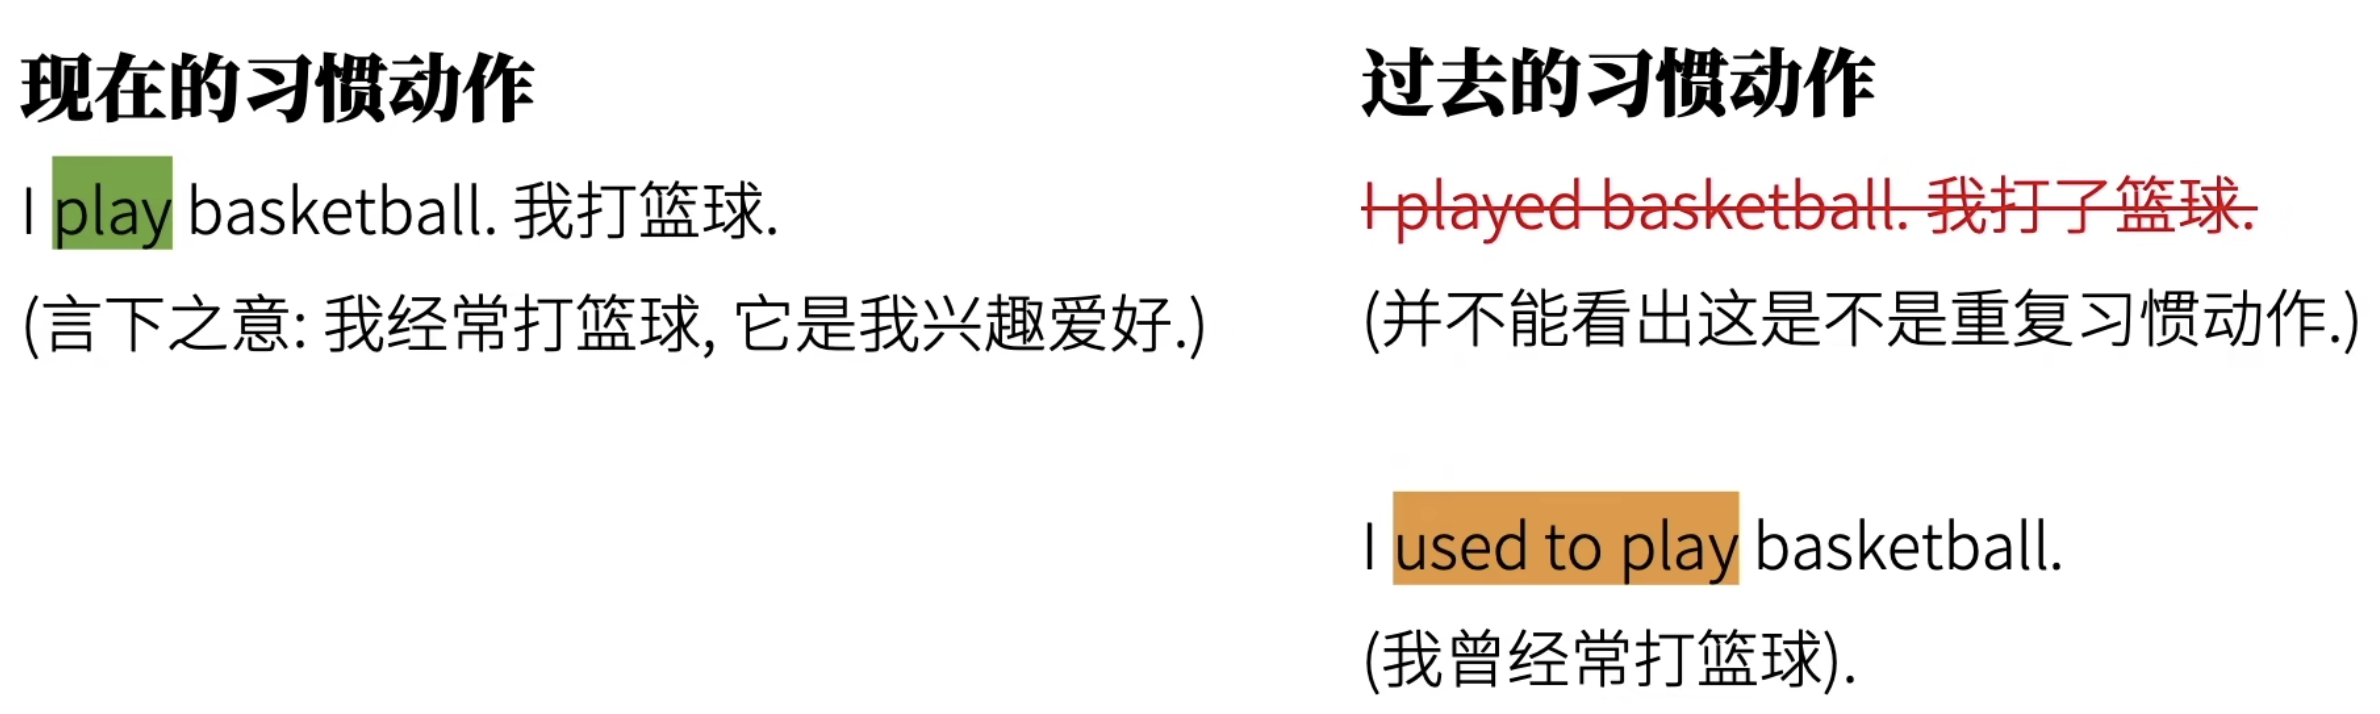 现在的习惯动作
I play basketball. 我打篮球.
(言下之意: 我经常打篮球, 它是我兴趣爱好.)
过去的习惯动作
I played basketball. 我打了篮球.
(并不能看出这是不是重复习惯动作.)
I used to play basketball.
(我曾经常打篮球).